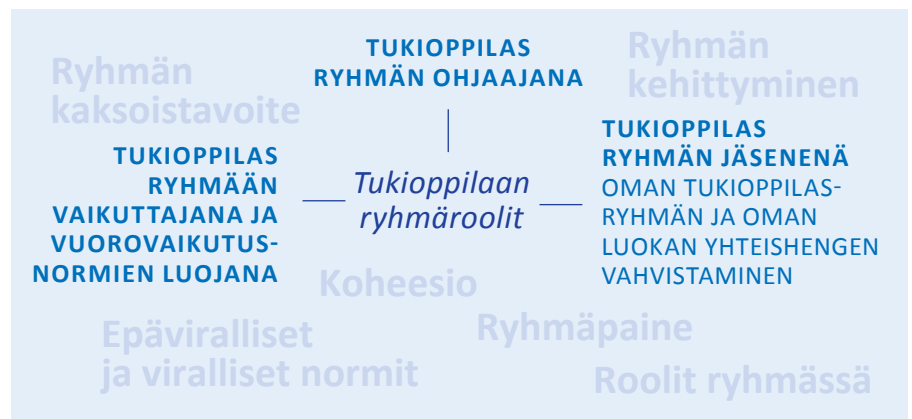 Ryhmän
kaksoistavoite
TUKIOPPILAS
RYHMÄN OHJAAJANA
Ryhmän
kehittyminen
TUKIOPPILAS
RYHMÄÄN
VAIKUTTAJANA JA
VUOROVAIKUTUS-
NORMIEN LUOJANA
Tukioppilaan
ryhmäroolit
TUKIOPPILAS
RYHMÄN JÄSENENÄ
OMAN TUKIOPPILAS-
RYHMÄN JA OMAN
LUOKAN YHTEISHENGEN
VAHVISTAMINEN
Koheesio
Epäviralliset
ja viralliset normit
Ryhmäpaine
Roolit ryhmässä